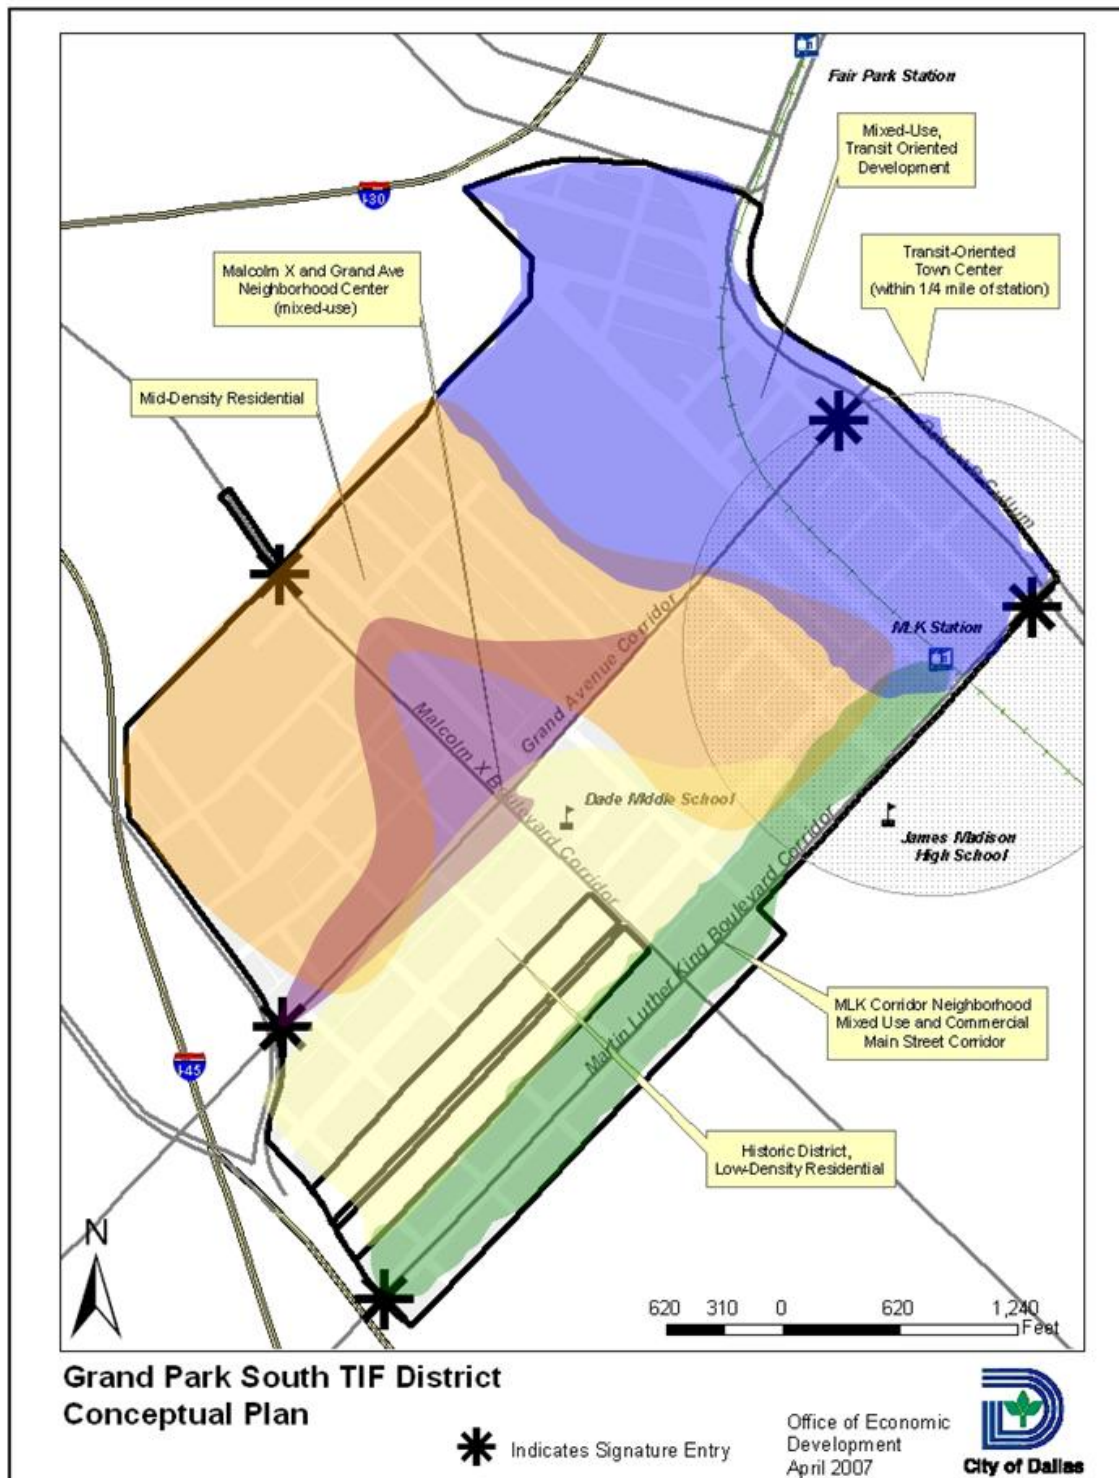 Fair Park Station
Mixed-Use,
Transit Oriented
Development
I-30
Transit-Oriented
Town Center
(within 1/4 mile of station)
Malcolm X and Grand Ave
Neighborhood Center
(mixed-use)
Mid-Density Residential
Robert B Cullum
MLK Station
Grand Avenue Corridor
Malcolm X Boulevard Corridor
Dade Middle School
James Madison
High School
Martin Luther King Boulevard Corridor
MLK Corridor Neighborhood
Mixed Use and Commercial
Main Street Corridor
I-45
Historic District,
Low-Density Residential
N
620 310 0 620 1,240
Feet
Grand Park South TIF District
Conceptual Plan
Indicates Signature Entry
Office of Economic
Development
April 2007
City of Dallas